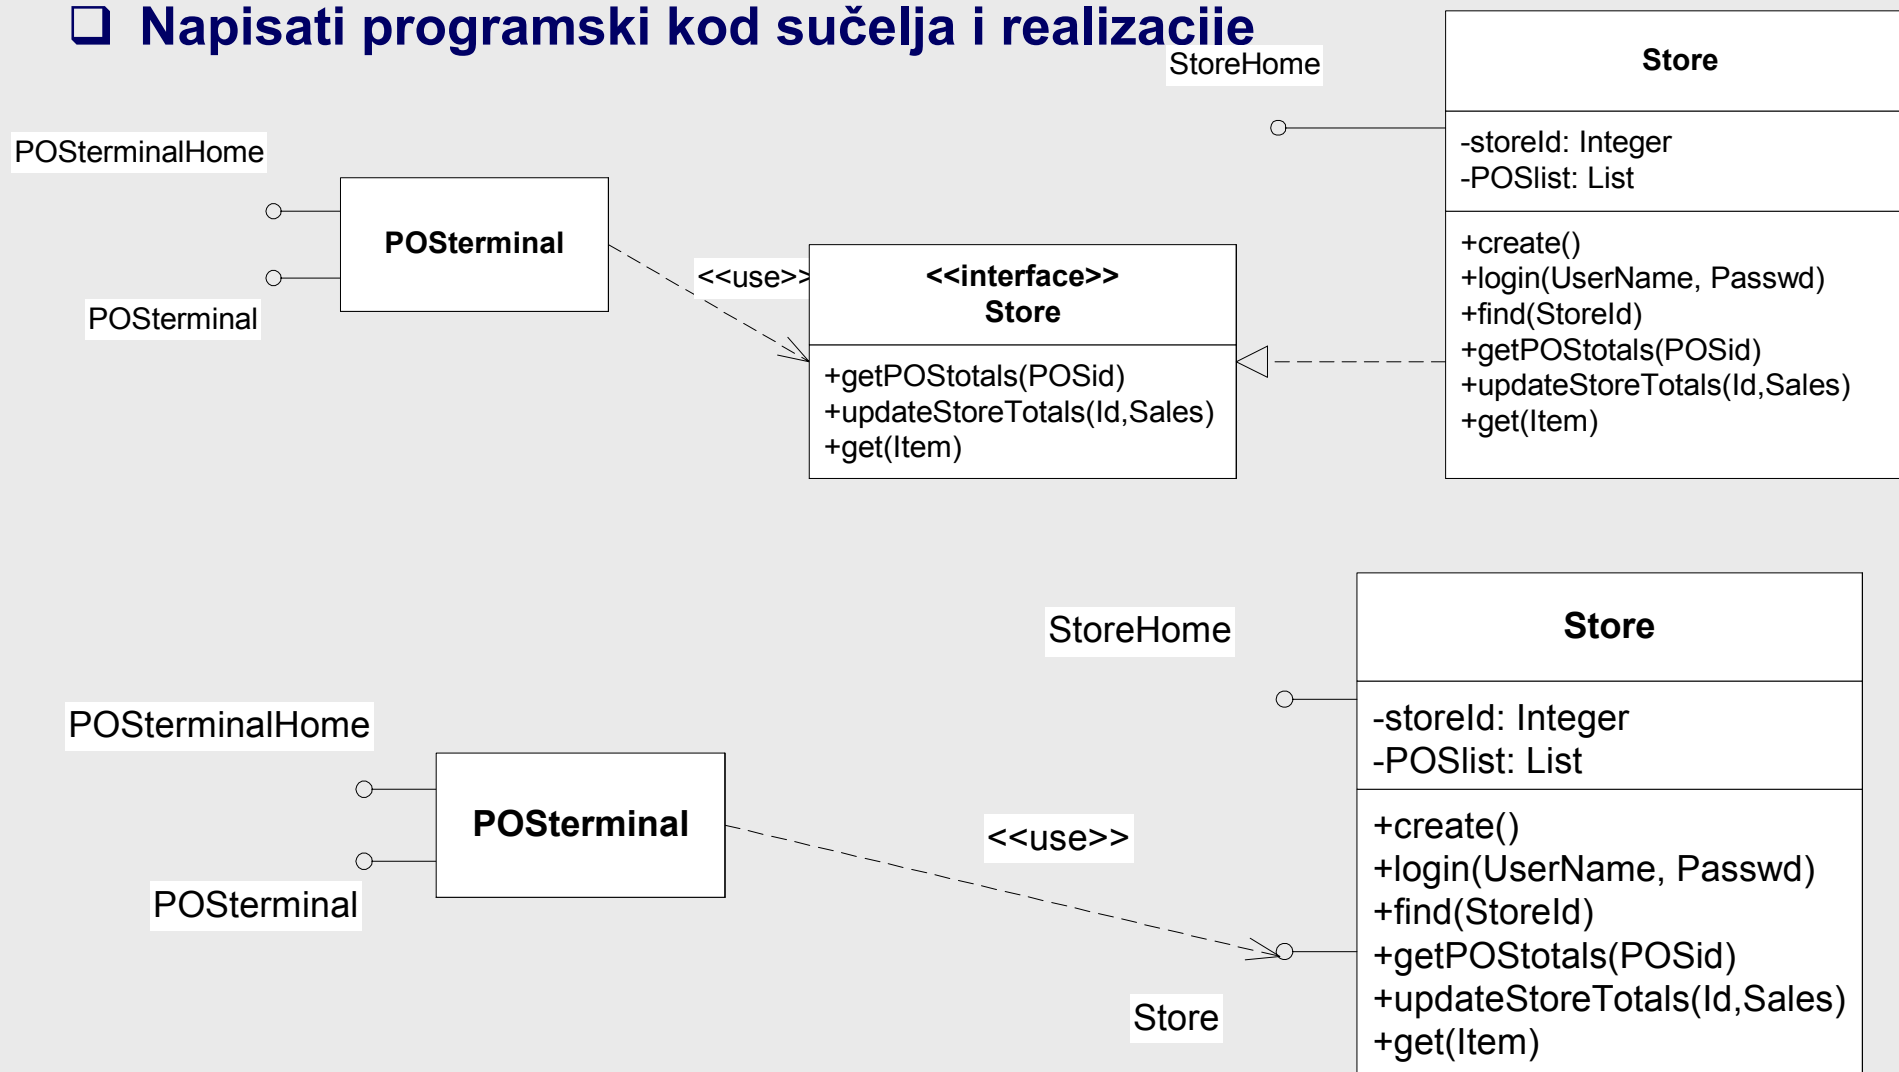 Napisati programski kod sučelja i realizacije
StoreHome
Store
-storeId: Integer
-POSlist: List
+create()
+login(UserName, Passwd)
+find(StoreId)
+getPOStotals(POSid)
+updateStoreTotals(Id,Sales)
+get(Item)
POSterminalHome
POSterminal
POSterminal
<<use>>
<<interface>>
Store
+getPOStotals(POSid)
+updateStoreTotals(Id,Sales)
+get(Item)
StoreHome
Store
-storeId: Integer
-POSlist: List
+create()
+login(UserName, Passwd)
+find(StoreId)
+getPOStotals(POSid)
+updateStoreTotals(Id,Sales)
+get(Item)
POSterminalHome
POSterminal
POSterminal
<<use>>
Store